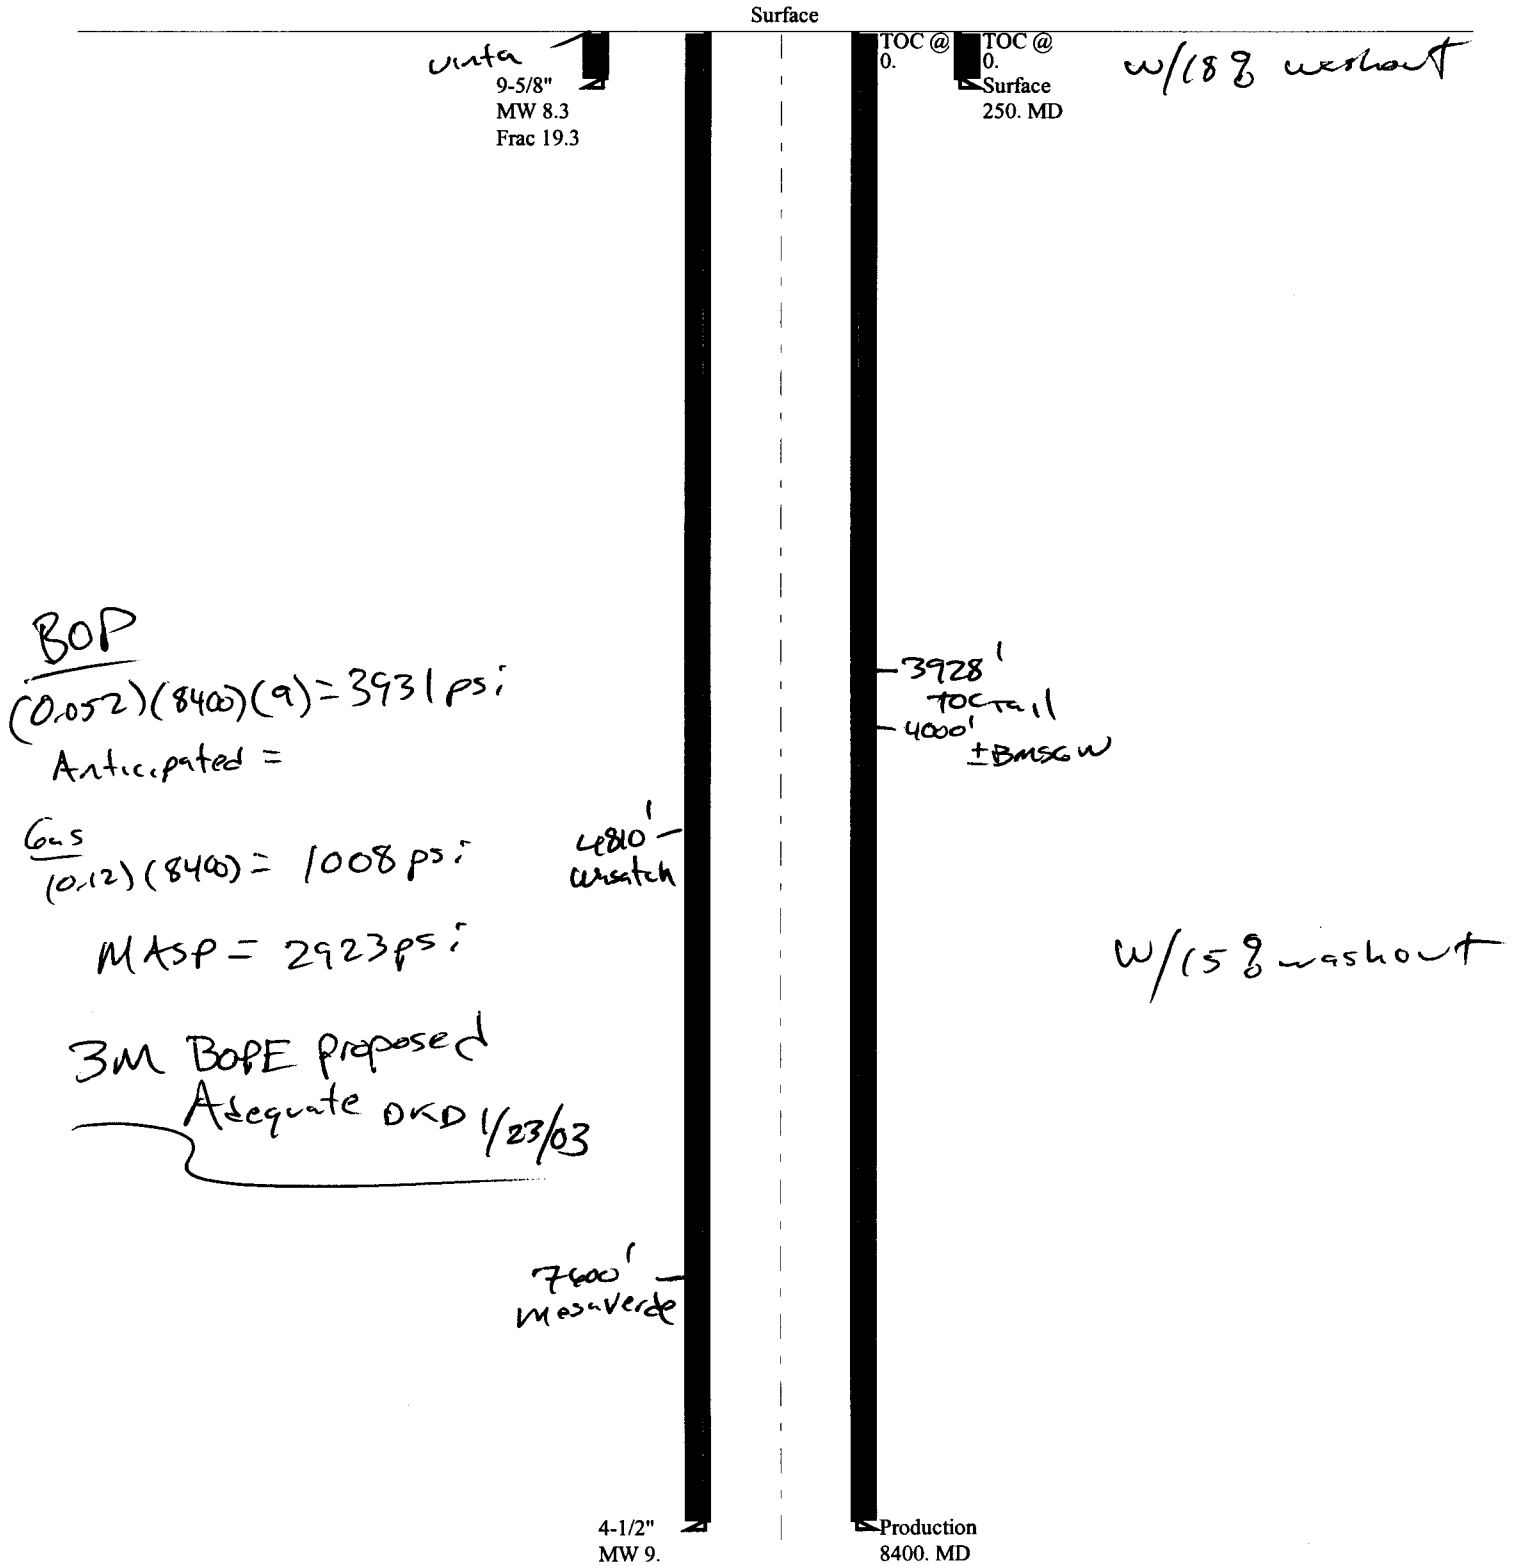 Surface
uinta
TOC @
0.
TOC @
0.
w/18% washout
9-5/8"
MW 8.3
Frac 19.3
Surface
250. MD
BOP
(0.052)(8400)(9)=3931 psi
Anticipated =
Gas
(0.12)(8400) = 1008 psi
MASP = 2923 psi
3M BOPE proposed
Adequate DKD 1/23/03
3928'
TOC Tail
4000'
±BMSGW
4810'
Wasatch
w/15% washout
7600'
mesaverde
4-1/2"
MW 9.
Production
8400. MD